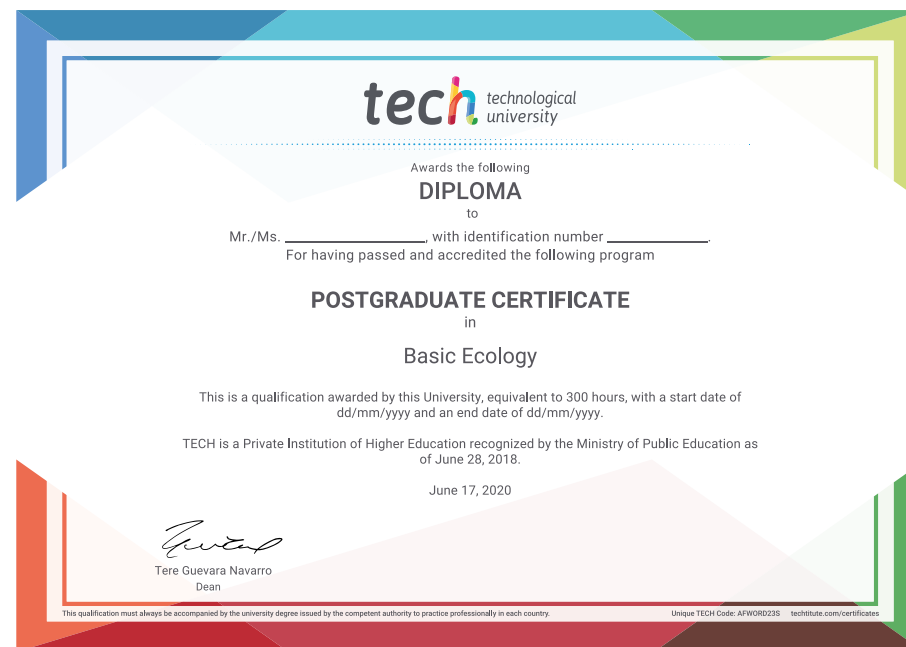 tech technological
university
Awards the following
DIPLOMA
to
Mr./Ms. ____________, with identification number ____________.
For having passed and accredited the following program
POSTGRADUATE CERTIFICATE
in
Basic Ecology
This is a qualification awarded by this University, equivalent to 300 hours, with a start date of
dd/mm/yyyy and an end date of dd/mm/yyyy.
TECH is a Private Institution of Higher Education recognized by the Ministry of Public Education as
of June 28, 2018.
June 17, 2020
Tere Guevara Navarro
Dean
This qualification must always be accompanied by the university degree issued by the competent authority to practice professionally in each country. Unique TECH Code: AFWORD23S techtitute.com/certificates